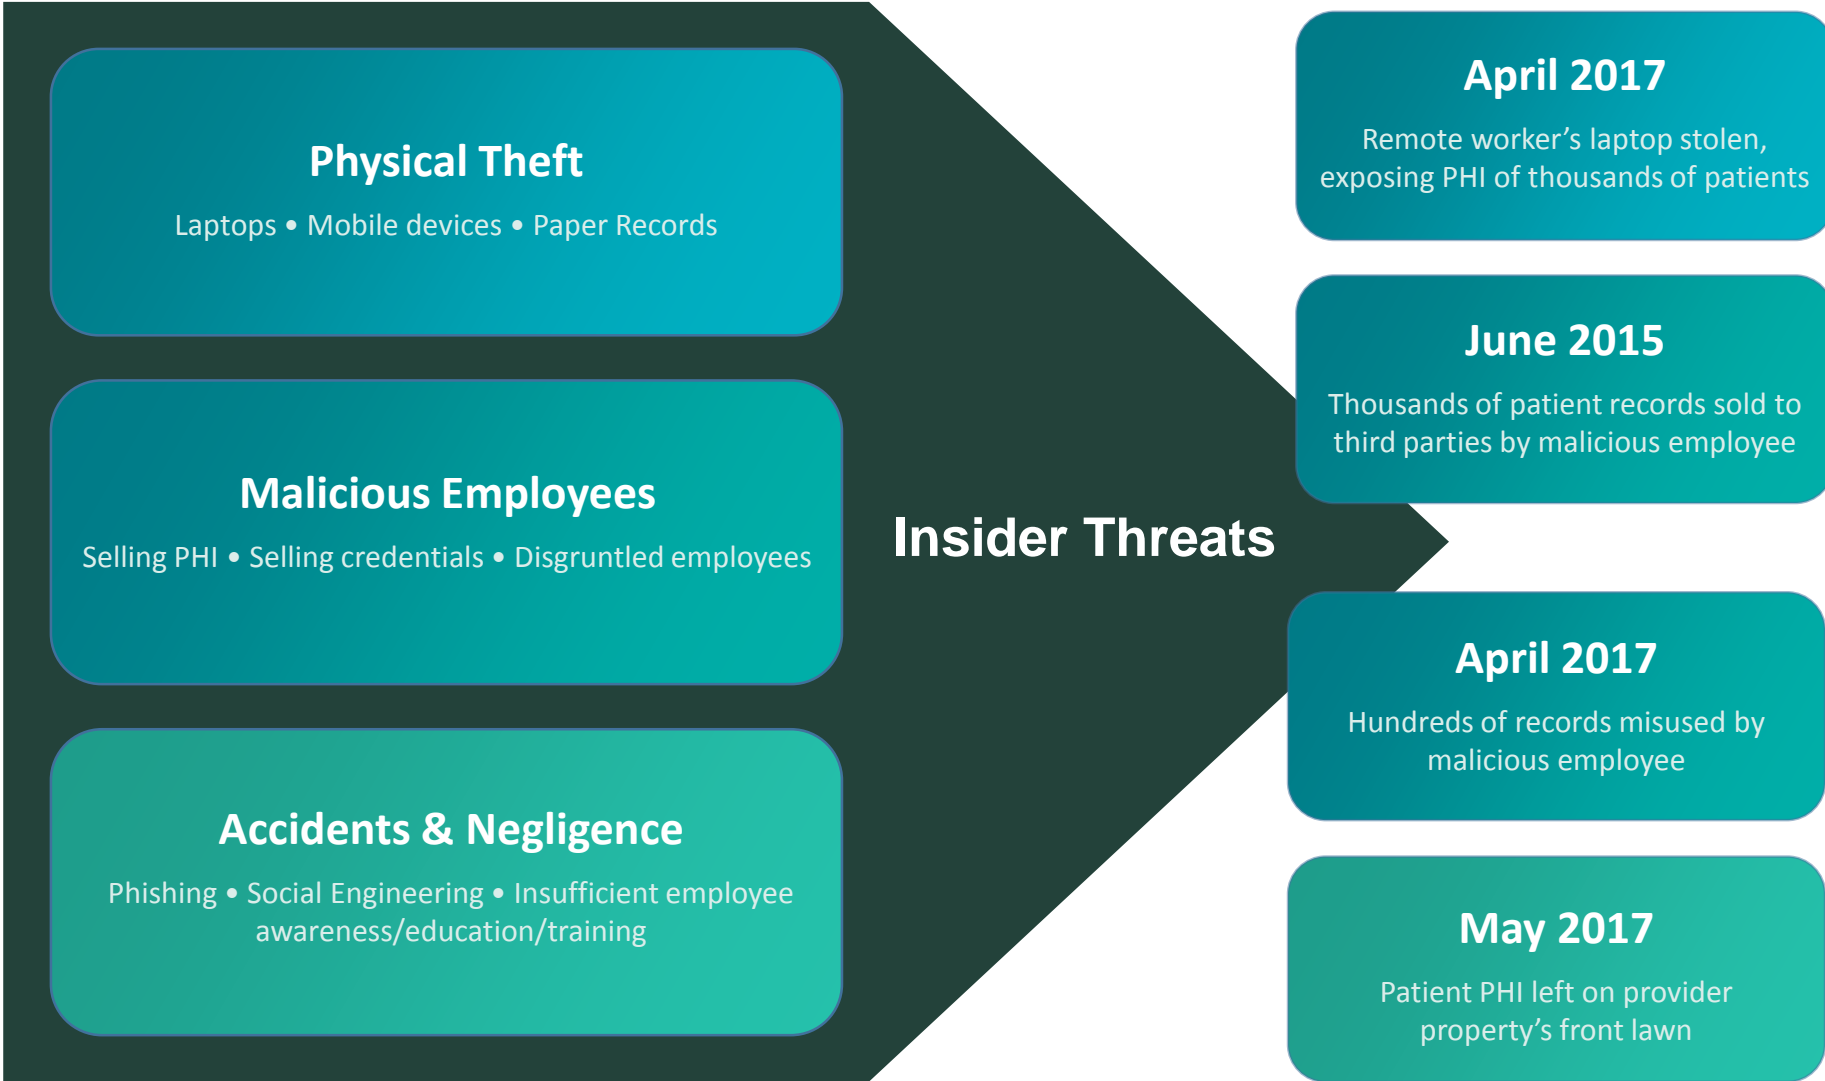 Physical Theft
Laptops • Mobile devices • Paper Records
Malicious Employees
Selling PHI • Selling credentials • Disgruntled employees
Accidents & Negligence
Phishing • Social Engineering • Insufficient employee
awareness/education/training
Insider Threats
April 2017
Remote worker’s laptop stolen,
exposing PHI of thousands of patients
June 2015
Thousands of patient records sold to
third parties by malicious employee
April 2017
Hundreds of records misused by
malicious employee
May 2017
Patient PHI left on provider
property’s front lawn